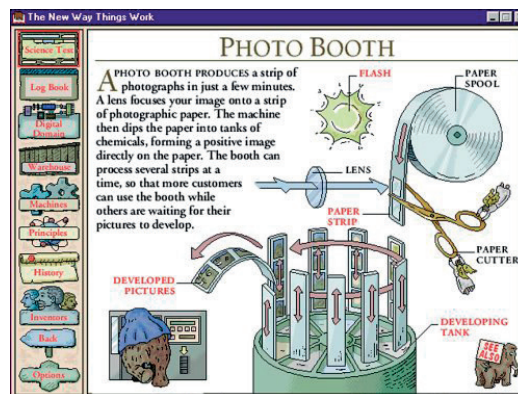 The New Way Things Work
Science Test
Log Book
Digital
Domain
Warehouse
Machines
Principles
History
Inventors
Back
Options
PHOTO BOOTH
A PHOTO BOOTH PRODUCES a strip of
photographs in just a few minutes.
A lens focuses your image onto a strip
of photographic paper. The machine
then dips the paper into tanks of
chemicals, forming a positive image
directly on the paper. The booth can
process several strips at a
time, so that more customers
can use the booth while
others are waiting for their
pictures to develop.
FLASH
PAPER
SPOOL
LENS
PAPER
STRIP
PAPER
CUTTER
DEVELOPED
PICTURES
DEVELOPING
TANK
SEE
ALSO